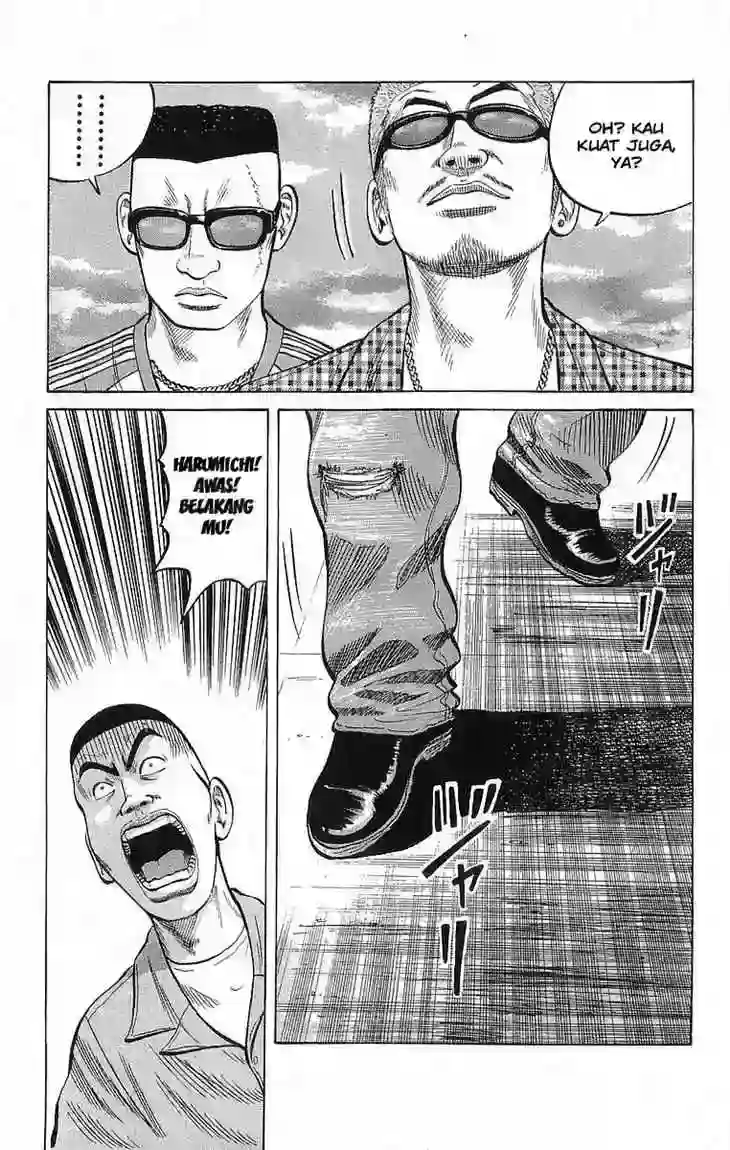 OH? KAU
KUAT JUGA,
YA?
HARUMICHI!
AWAS!
BELAKANG
MU!
ジャリ
ジャリ